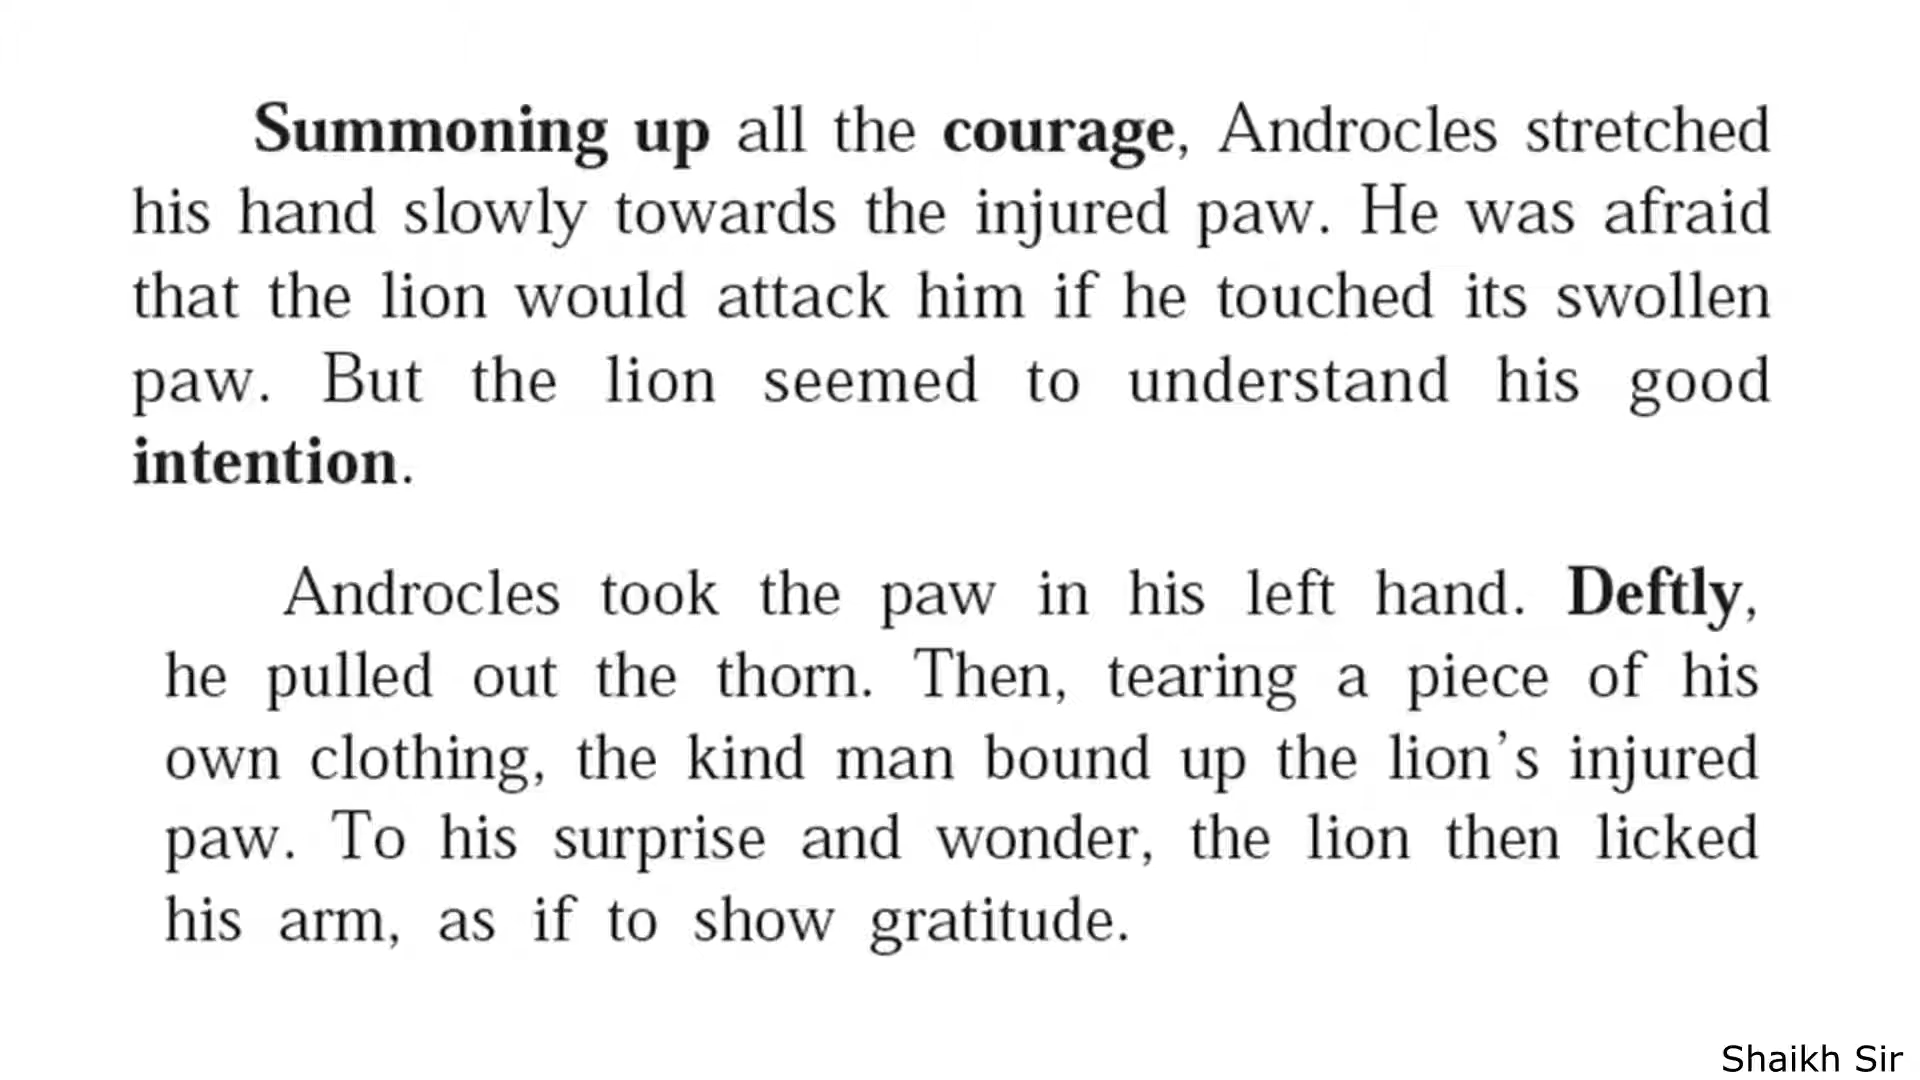 Summoning up all the courage, Androcles stretched
his hand slowly towards the injured paw. He was afraid
that the lion would attack him if he touched its swollen
paw. But the lion seemed to understand his good
intention.
Androcles took the paw in his left hand. Deftly,
he pulled out the thorn. Then, tearing a piece of his
own clothing, the kind man bound up the lion's injured
paw. To his surprise and wonder, the lion then licked
his arm, as if to show gratitude.
Shaikh Sir